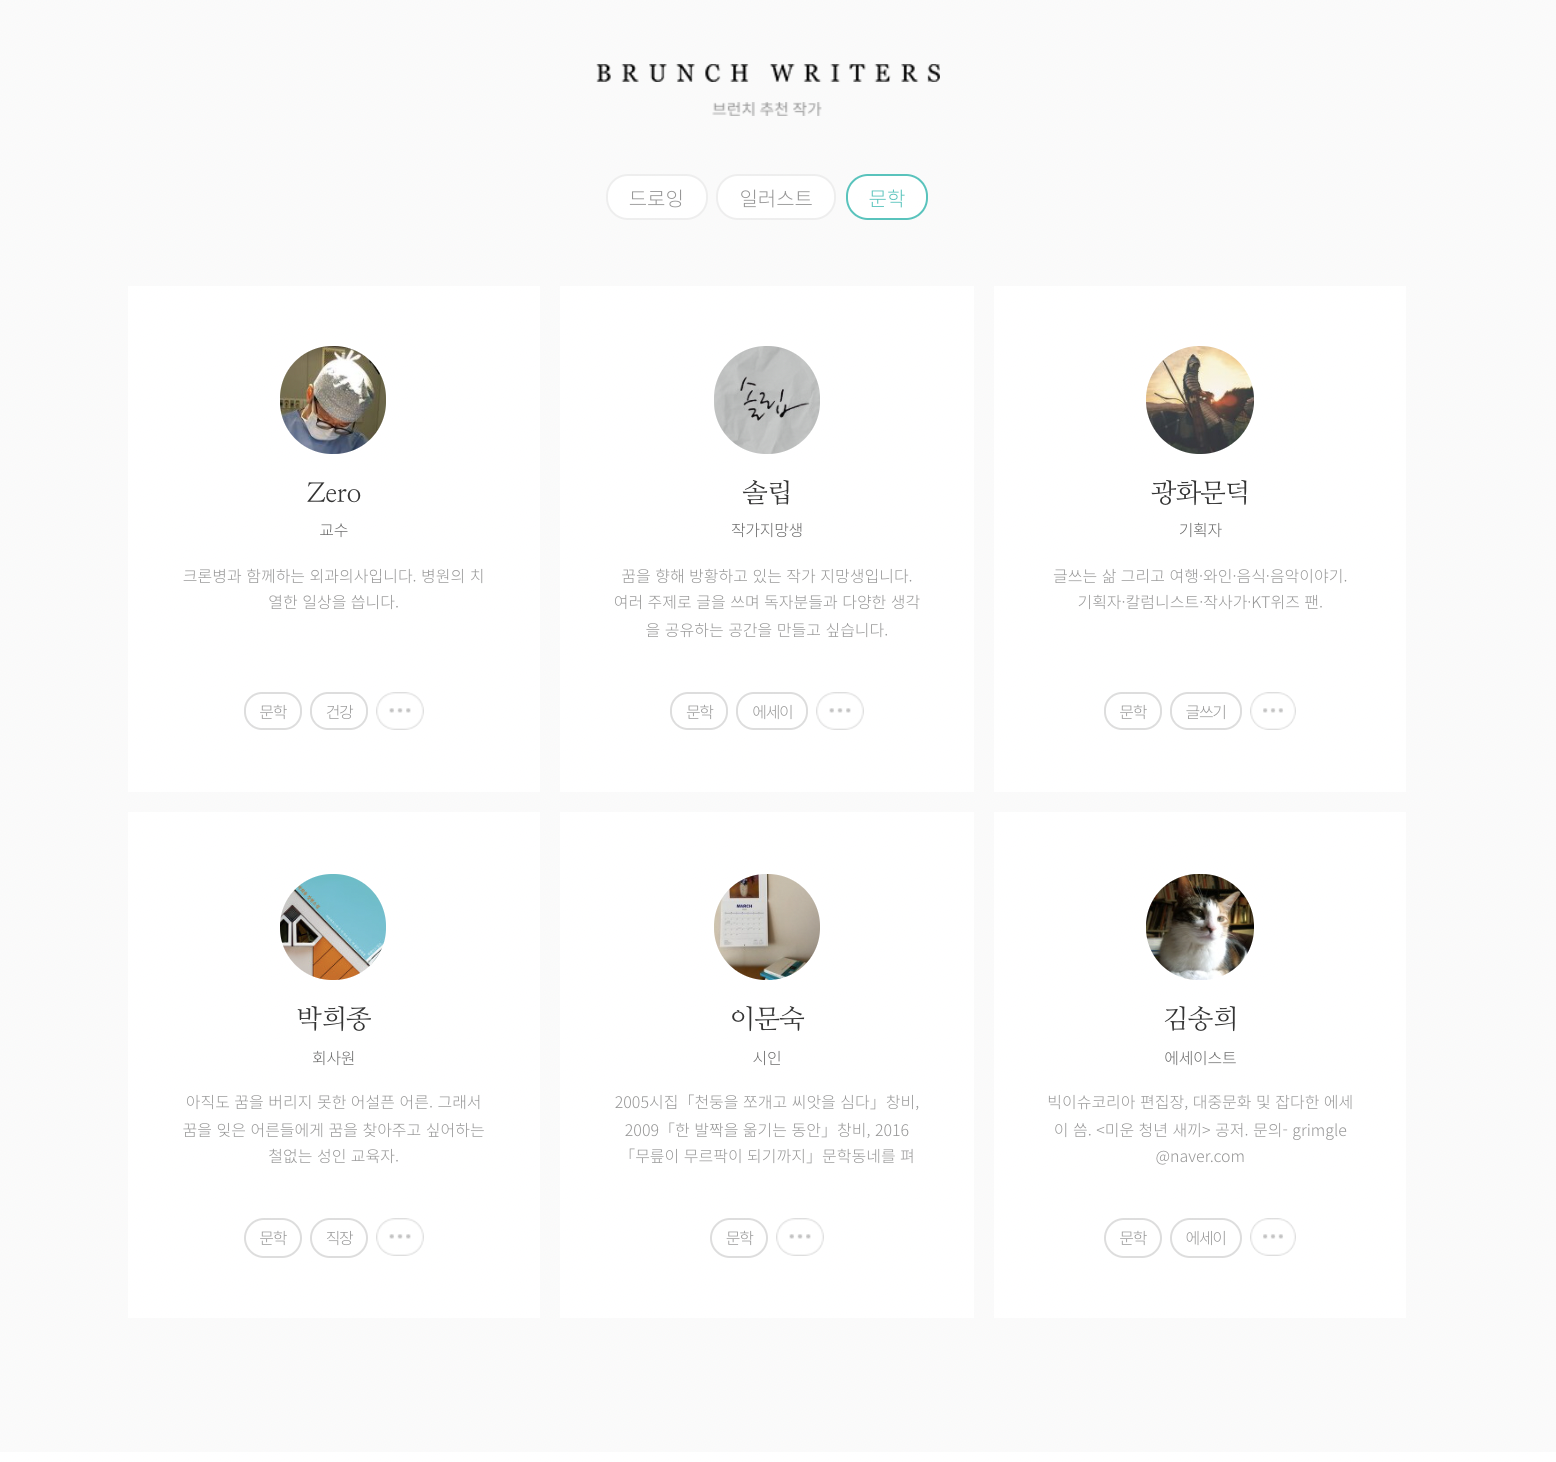 BRUNCH WRITERS
브런치 추천 작가
드로잉 일러스트 문학
솔립
Zero
교수
크론병과 함께하는 외과의사입니다. 병원의 치
열한 일상을 씁니다.
문학 건강
솔립
작가지망생
꿈을 향해 방황하고 있는 작가 지망생입니다.
여러 주제로 글을 쓰며 독자분들과 다양한 생각
을 공유하는 공간을 만들고 싶습니다.
문학 에세이
광화문덕
기획자
글쓰는 삶 그리고 여행·와인·음식·음악이야기.
기획자·칼럼니스트·작사가·KT위즈 팬.
문학 글쓰기
박희종
회사원
아직도 꿈을 버리지 못한 어설픈 어른. 그래서
꿈을 잊은 어른들에게 꿈을 찾아주고 싶어하는
철없는 성인 교육자.
문학 직장
MARCH
이문숙
시인
2005시집「천둥을 쪼개고 씨앗을 심다」창비,
2009「한 발짝을 옮기는 동안」창비, 2016
「무릎이 무르팍이 되기까지」문학동네를 펴
문학
김송희
에세이스트
빅이슈코리아 편집장, 대중문화 및 잡다한 에세
이 씀. <미운 청년 새끼> 공저. 문의- grimgle
@naver.com
문학 에세이